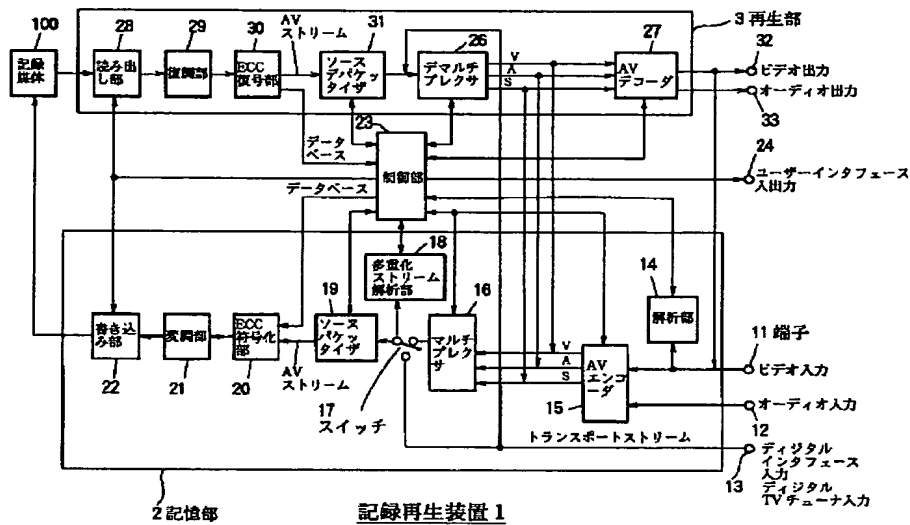 100
記録
媒体
28
読み出し
部
29
復調部
30
ECC
復号部
AV
ストリーム
31
ソース
デパケッ
タイザ
26
デマルチ
プレクサ
V
A
S
27
AV
デコーダ
3 再生部
32
ビデオ出力
オーディオ出力
33
23
制御部
データ
ベース
データベース
24
ユーザーインタフェース
入出力
18
多重化
ストリーム
解析部
14
解析部
書き込
み部
22
変調部
21
ECC
符号化
部
20
AV
ストリーム
19
ソース
パケッ
タイザ
17
スイッチ
16
マルチ
プレク
サ
V
A
S
AV
エンコ
ーダ
15
11 端子
ビデオ入力
オーディオ入力
12
トランスポートストリーム
13
ディジタル
インタフェース
入力
ディジタル
TVチューナ入力
2 記憶部
記録再生装置 1